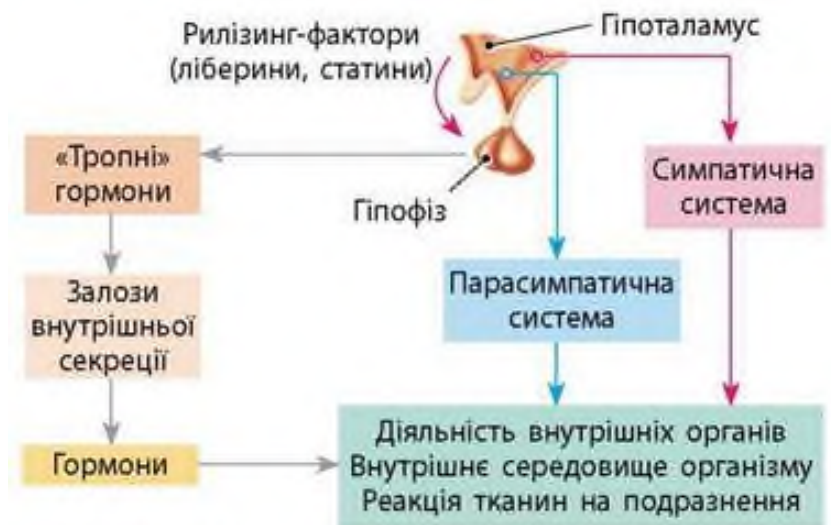 Рилізинг-фактори
(ліберини, статини)
Гіпоталамус
«Тропні»
гормони
Гіпофіз
Симпатична
система
Залози
внутрішньої
секреції
Парасимпатична
система
Гормони
Діяльність внутрішніх органів
Внутрішнє середовище організму
Реакція тканин на подразнення